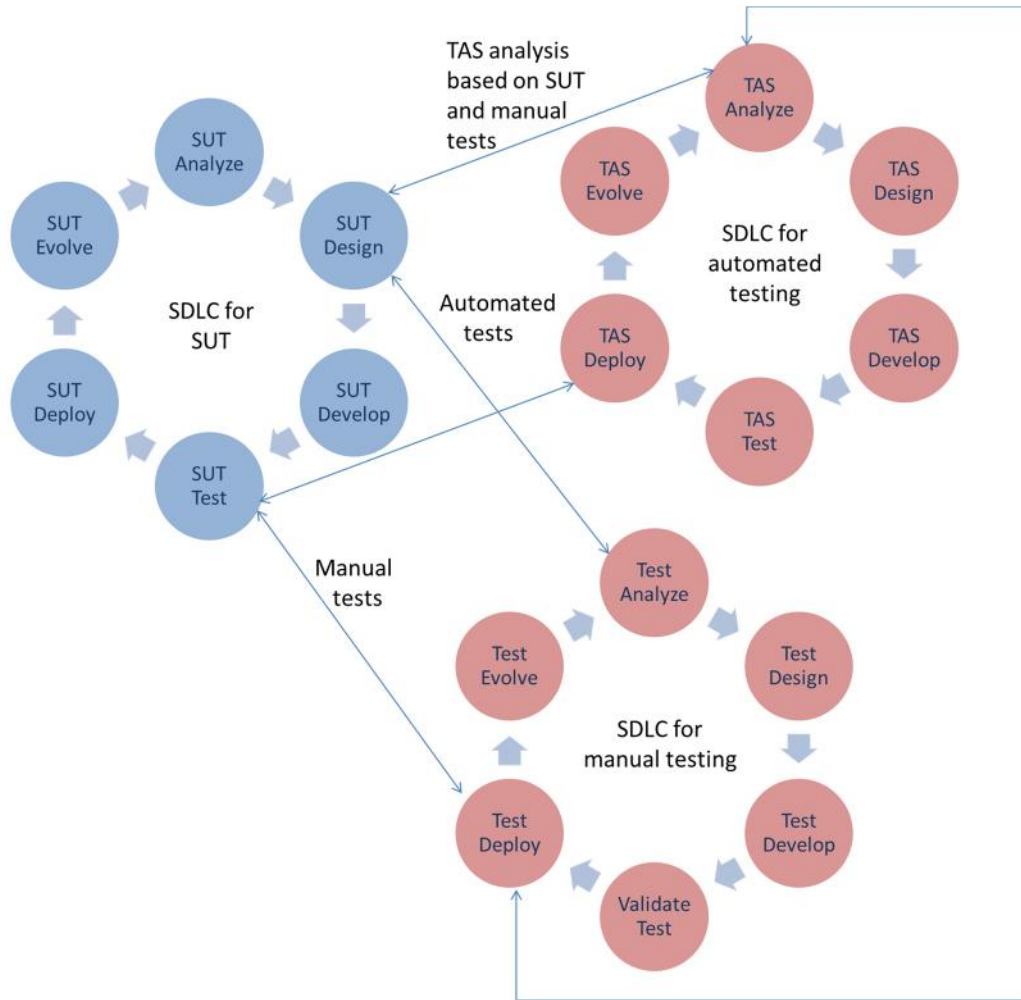 TAS analysis
based on SUT
and manual
tests
SUT
Analyze
SUT
Design
SUT
Develop
SUT
Test
SUT
Deploy
SUT
Evolve
SDLC for
SUT
TAS
Analyze
TAS
Design
TAS
Develop
TAS
Test
TAS
Deploy
TAS
Evolve
SDLC for
automated
testing
Automated
tests
Manual
tests
Test
Analyze
Test
Design
Test
Develop
Validate
Test
Test
Deploy
Test
Evolve
SDLC for
manual testing